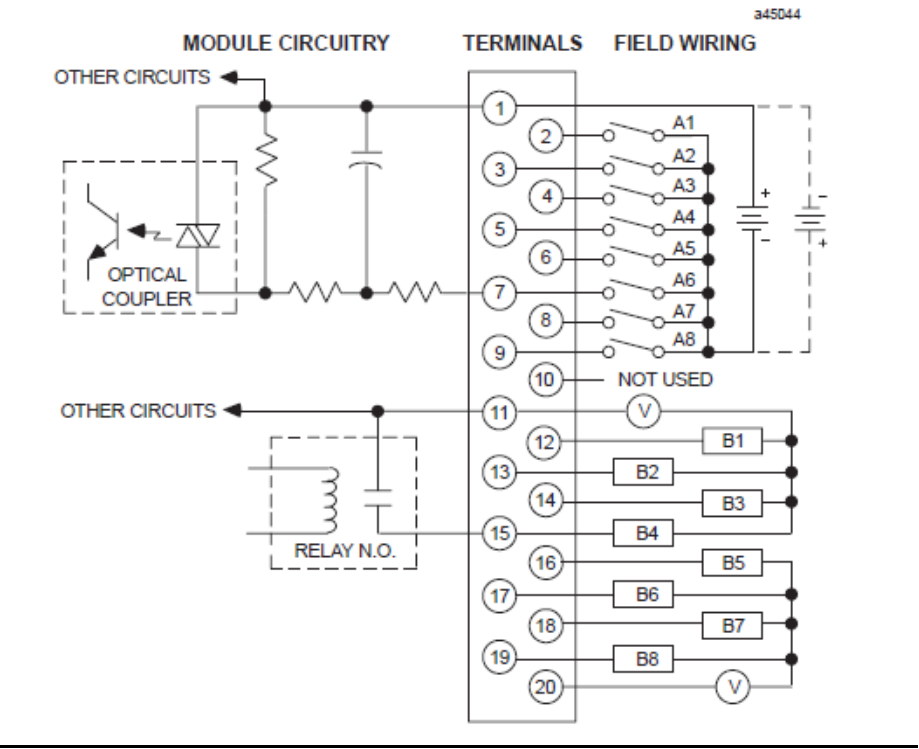 a45044
MODULE CIRCUITRY TERMINALS FIELD WIRING
OTHER CIRCUITS
1
2 A1
3 A2
4 A3
+ -
5 A4
- +
6 A5
OPTICAL
COUPLER
7 A6
8 A7
9 A8
10 NOT USED
OTHER CIRCUITS
11 V
12 B1
13 B2
14 B3
15 B4
RELAY N.O.
16 B5
17 B6
18 B7
19 B8
20 V